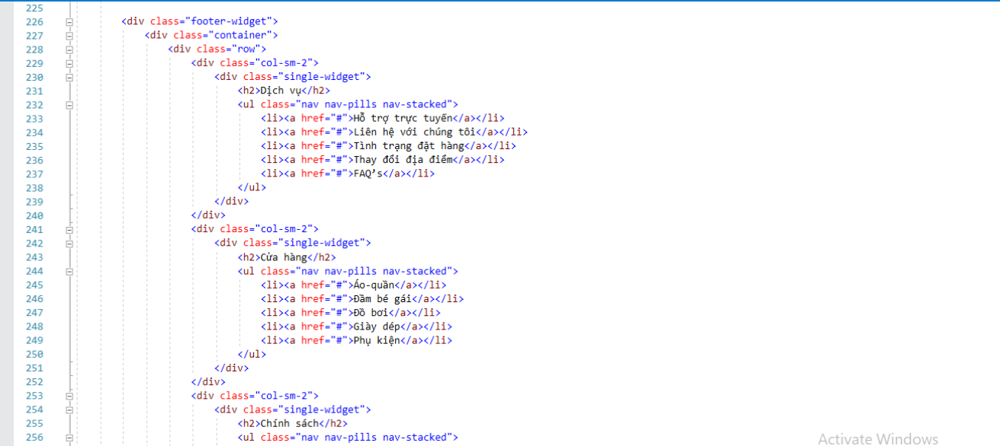 225
226 <div class="footer-widget">
227 <div class="container">
228 <div class="row">
229 <div class="col-sm-2">
230 <div class="single-widget">
231 <h2>Dịch vụ</h2>
232 <ul class="nav nav-pills nav-stacked">
233 <li><a href="#">Hỗ trợ trực tuyến</a></li>
234 <li><a href="#">Liên hệ với chúng tôi</a></li>
235 <li><a href="#">Tình trạng đặt hàng</a></li>
236 <li><a href="#">Thay đổi địa điểm</a></li>
237 <li><a href="#">FAQ’s</a></li>
238 </ul>
239 </div>
240 </div>
241 <div class="col-sm-2">
242 <div class="single-widget">
243 <h2>Cửa hàng</h2>
244 <ul class="nav nav-pills nav-stacked">
245 <li><a href="#">Áo-quần</a></li>
246 <li><a href="#">Đầm bé gái</a></li>
247 <li><a href="#">Đồ bơi</a></li>
248 <li><a href="#">Giày dép</a></li>
249 <li><a href="#">Phụ kiện</a></li>
250 </ul>
251 </div>
252 </div>
253 <div class="col-sm-2">
254 <div class="single-widget">
255 <h2>Chính sách</h2>
256 <ul class="nav nav-pills nav-stacked">
Activate Windows